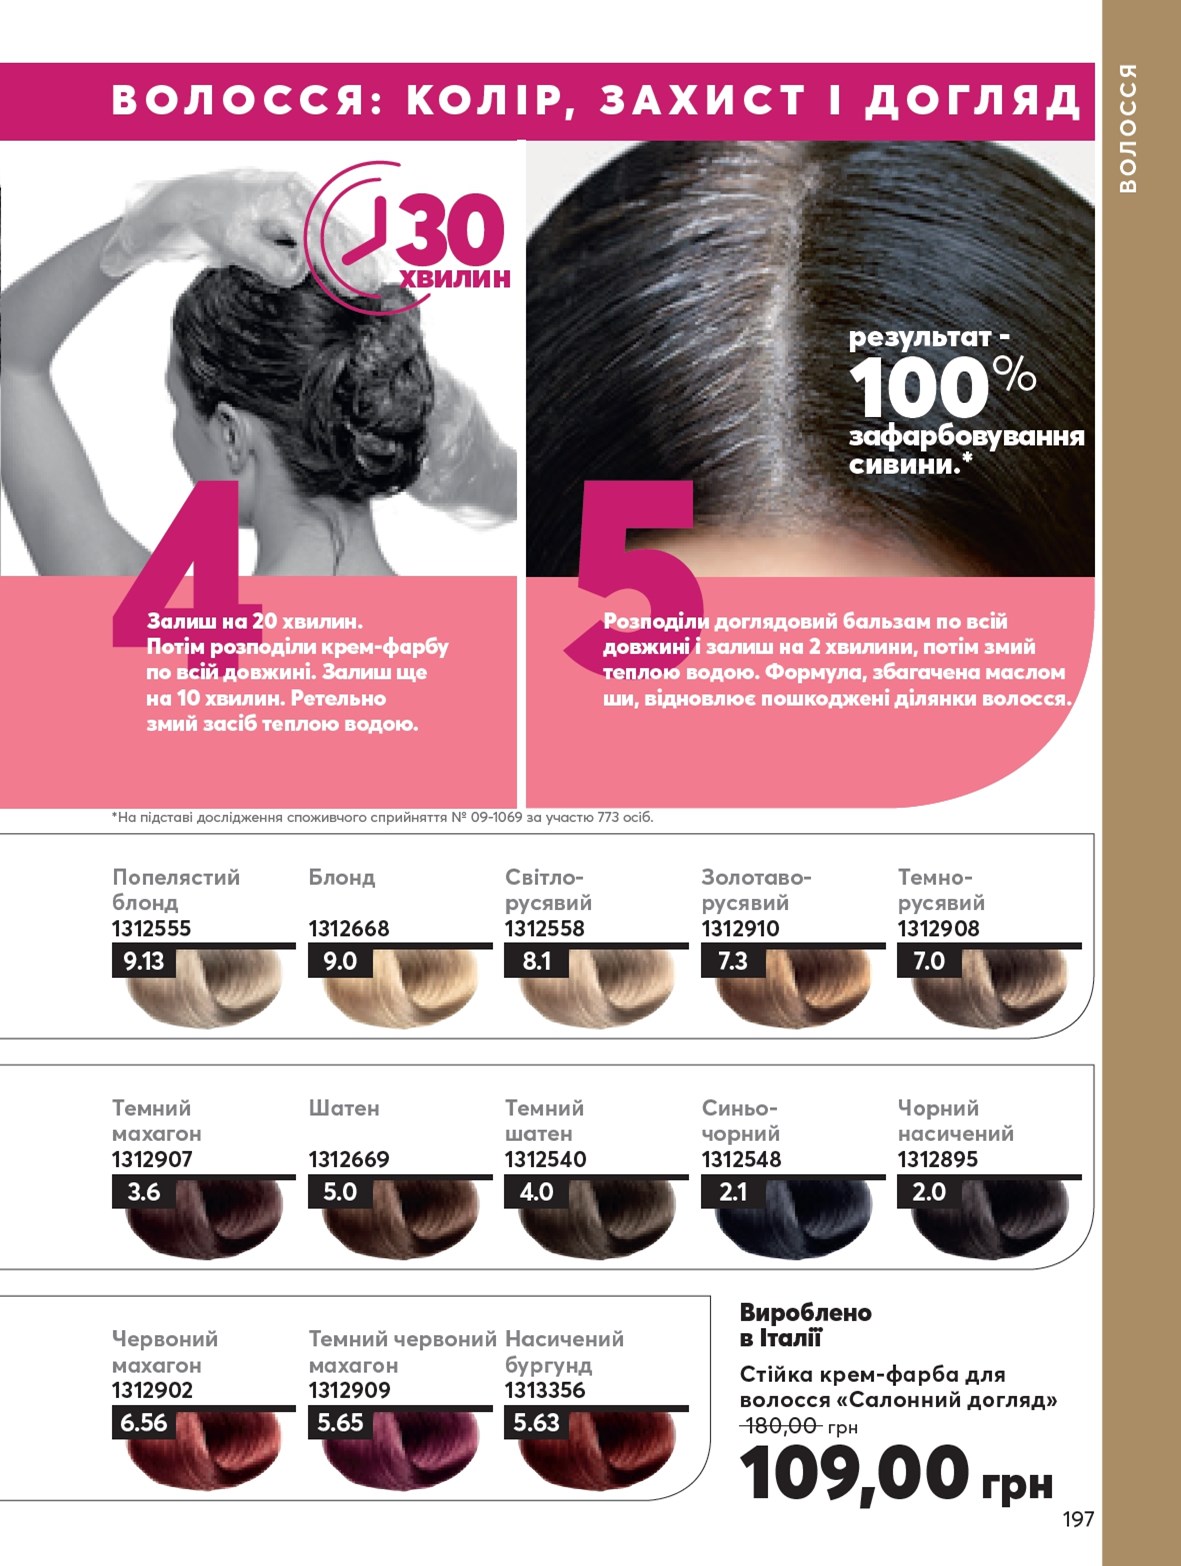 ВОЛОССЯ: КОЛІР, ЗАХИСТ І ДОГЛЯД
ВОЛОССЯ
30
ХВИЛИН
результат -
100%
зафарбовування
сивини.*
4
Залиш на 20 хвилин.
Потім розподіли крем-фарбу
по всій довжині. Залиш ще
на 10 хвилин. Ретельно
змий засіб теплою водою.
5
Розподіли доглядовий бальзам по всій
довжині і залиш на 2 хвилини, потім змий
теплою водою. Формула, збагачена маслом
ши, відновлює пошкоджені ділянки волосся.
*На підставі дослідження споживчого сприйняття № 09-1069 за участю 773 осіб.
Попелястий
блонд
1312555
9.13
Блонд
1312668
9.0
Світло-
русявий
1312558
8.1
Золотаво-
русявий
1312910
7.3
Темно-
русявий
1312908
7.0
Темний
махагон
1312907
3.6
Шатен
1312669
5.0
Темний
шатен
1312540
4.0
Синьо-
чорний
1312548
2.1
Чорний
насичений
1312895
2.0
Червоний
махагон
1312902
6.56
Темний червоний
махагон
1312909
5.65
Насичений
бургунд
1313356
5.63
Вироблено
в Італії
Стійка крем-фарба для
волосся «Салонний догляд»
180,00 грн
109,00 грн
197